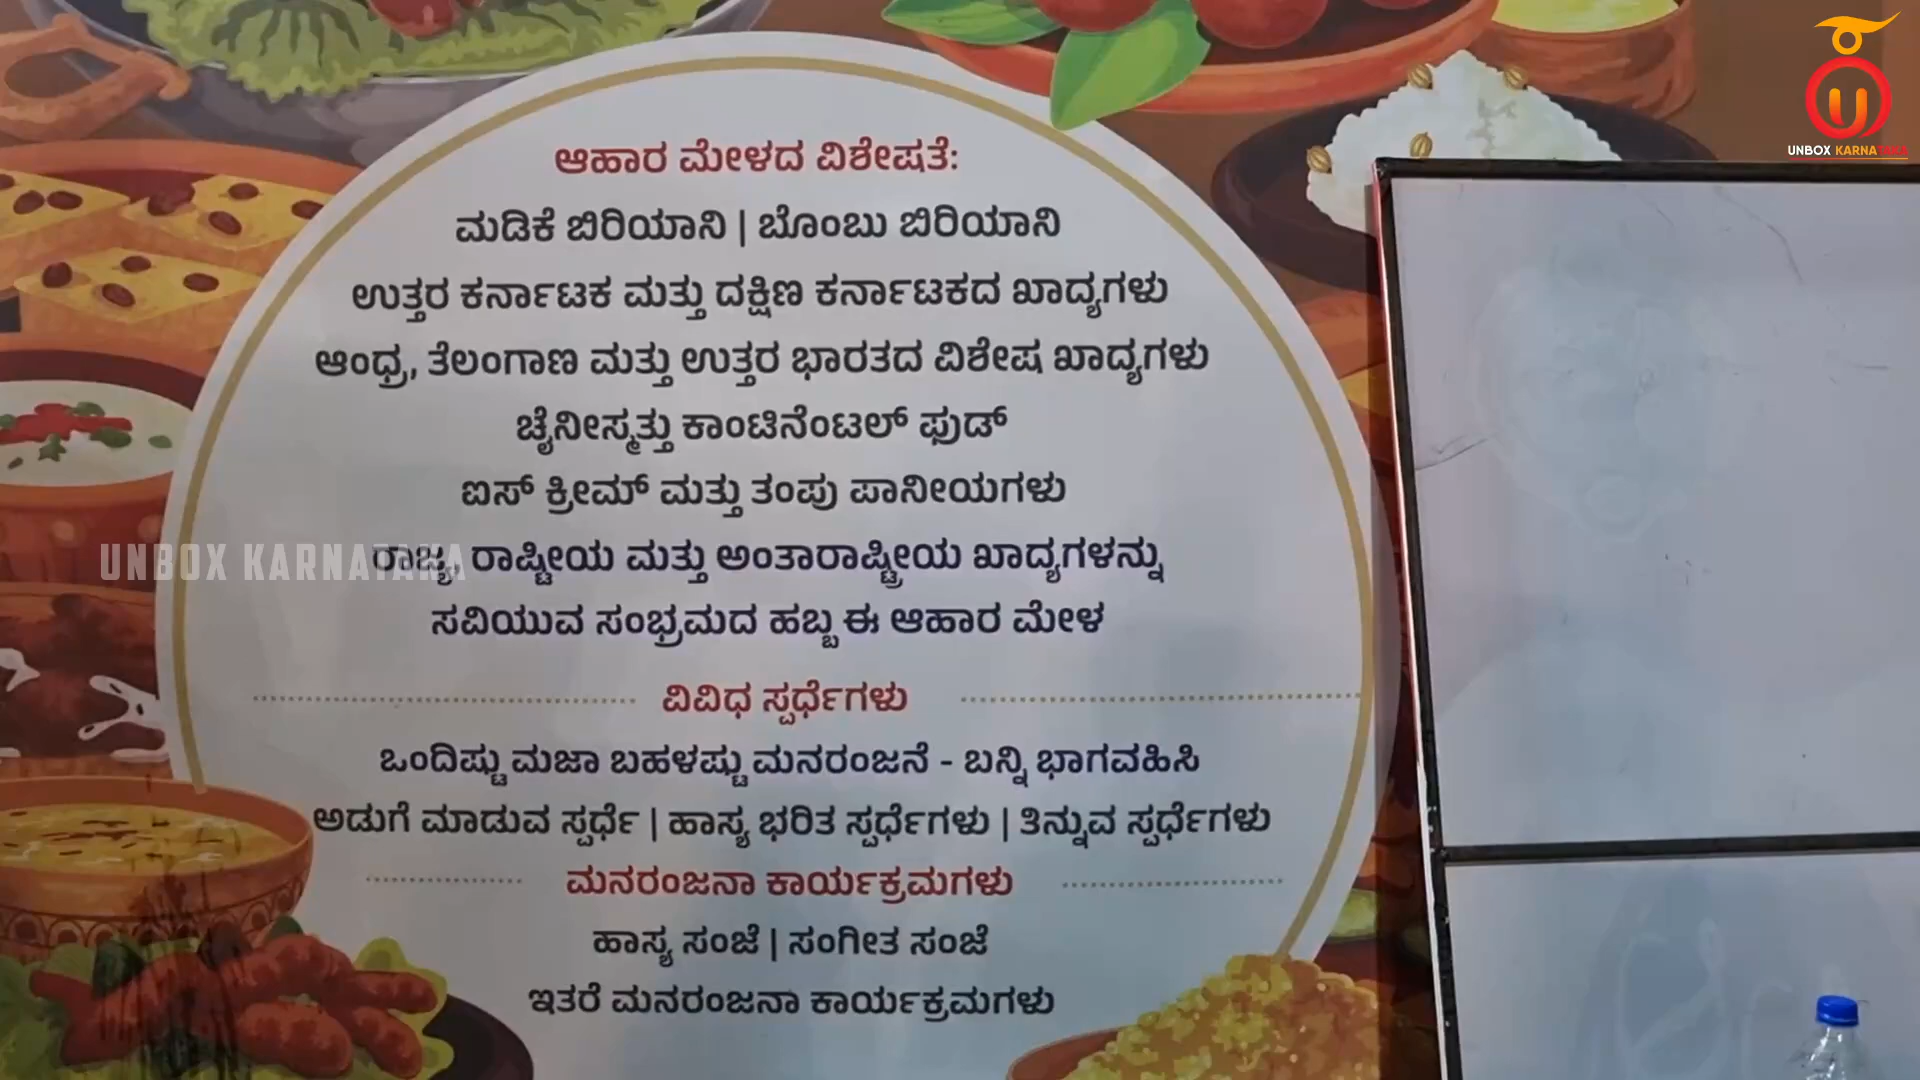 UNBOX KARNATAKA
ಆಹಾರ ಮೇಳದ ವಿಶೇಷತೆ:
ಮಡಿಕೆ ಬಿರಿಯಾನಿ | ಬೊಂಬು ಬಿರಿಯಾನಿ
ಉತ್ತರ ಕರ್ನಾಟಕ ಮತ್ತು ದಕ್ಷಿಣ ಕರ್ನಾಟಕದ ಖಾದ್ಯಗಳು
ಆಂಧ್ರ, ತೆಲಂಗಾಣ ಮತ್ತು ಉತ್ತರ ಭಾರತದ ವಿಶೇಷ ಖಾದ್ಯಗಳು
ಚೈನೀಸ್ಮತ್ತು ಕಾಂಟಿನೆಂಟಲ್ ಫುಡ್
ಐಸ್ ಕ್ರೀಮ್ ಮತ್ತು ತಂಪು ಪಾನೀಯಗಳು
ರಾಜ್ಯ, ರಾಷ್ಟೀಯ ಮತ್ತು ಅಂತಾರಾಷ್ಟ್ರೀಯ ಖಾದ್ಯಗಳನ್ನು
UNBOX KARNATAKA
ಸವಿಯುವ ಸಂಭ್ರಮದ ಹಬ್ಬ ಈ ಆಹಾರ ಮೇಳ
ವಿವಿಧ ಸ್ಪರ್ಧೆಗಳು
ಒಂದಿಷ್ಟು ಮಜಾ ಬಹಳಷ್ಟು ಮನರಂಜನೆ - ಬನ್ನಿ ಭಾಗವಹಿಸಿ
ಅಡುಗೆ ಮಾಡುವ ಸ್ಪರ್ಧೆ | ಹಾಸ್ಯ ಭರಿತ ಸ್ಪರ್ಧೆಗಳು | ತಿನ್ನುವ ಸ್ಪರ್ಧೆಗಳು
ಮನರಂಜನಾ ಕಾರ್ಯಕ್ರಮಗಳು
ಹಾಸ್ಯ ಸಂಜೆ | ಸಂಗೀತ ಸಂಜೆ
ಇತರೆ ಮನರಂಜನಾ ಕಾರ್ಯಕ್ರಮಗಳು